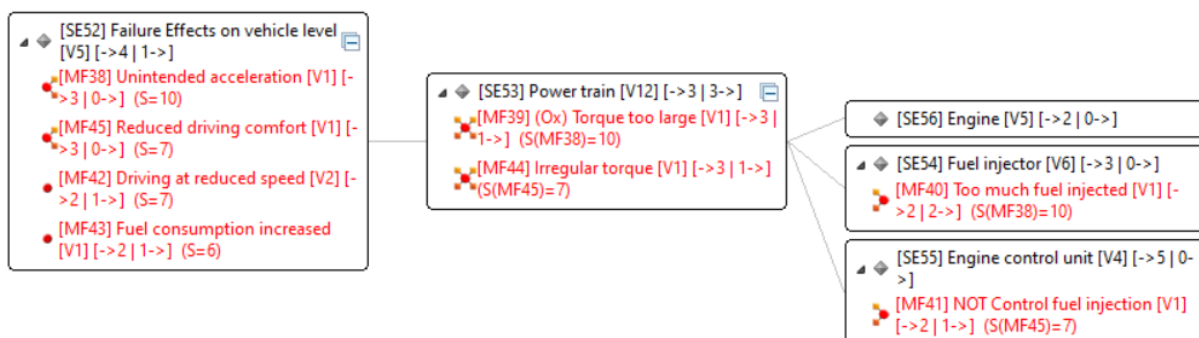 [SE52] Failure Effects on vehicle level
[V5] [->4 | 1->]
[MF38] Unintended acceleration [V1] [-
>3 | 0->] (S=10)
[MF45] Reduced driving comfort [V1] [-
>3 | 0->] (S=7)
[MF42] Driving at reduced speed [V2] [-
>2 | 1->] (S=7)
[MF43] Fuel consumption increased
[V1] [->2 | 1->] (S=6)
[SE53] Power train [V12] [->3 | 3->]
[MF39] (Ox) Torque too large [V1] [->3 |
1->] (S(MF38)=10)
[MF44] Irregular torque [V1] [->3 | 1->]
(S(MF45)=7)
[SE56] Engine [V5] [->2 | 0->]
[SE54] Fuel injector [V6] [->3 | 0->]
[MF40] Too much fuel injected [V1] [-
>2 | 2->] (S(MF38)=10)
[SE55] Engine control unit [V4] [->5 | 0-
>]
[MF41] NOT Control fuel injection [V1]
[->2 | 1->] (S(MF45)=7)